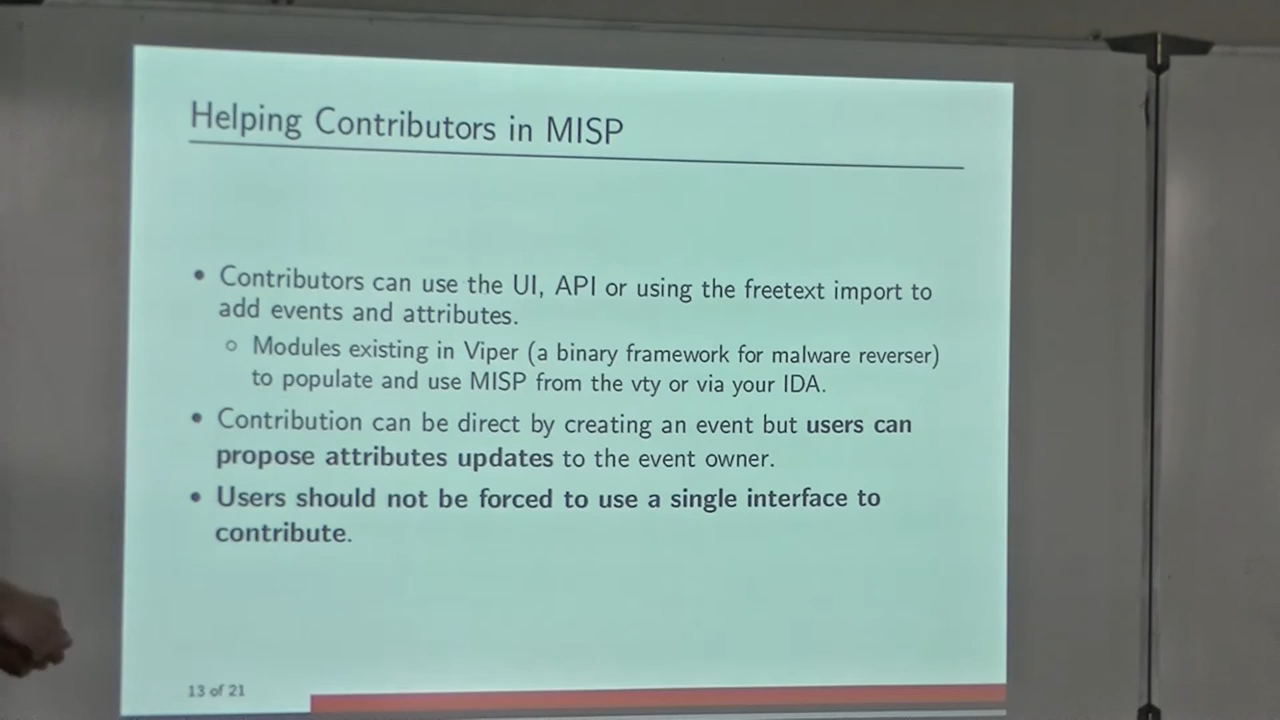 Helping Contributors in MISP
• Contributors can use the UI, API or using the freetext import to
add events and attributes.
◦ Modules existing in Viper (a binary framework for malware reverser)
to populate and use MISP from the vty or via your IDA.
• Contribution can be direct by creating an event but users can
propose attributes updates to the event owner.
• Users should not be forced to use a single interface to
contribute.
13 of 21